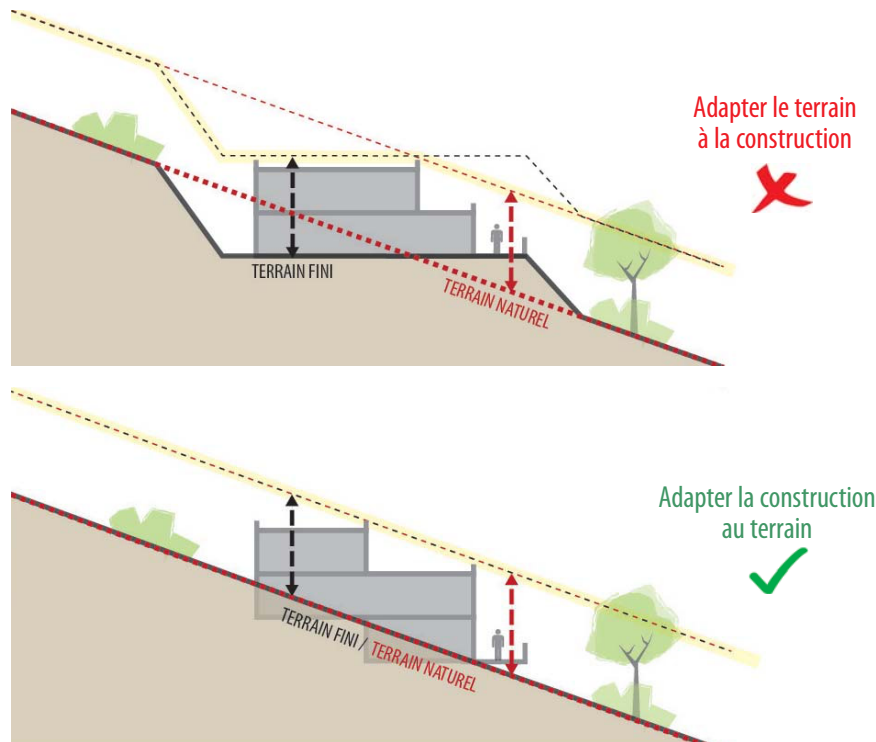 Adapter le terrain
à la construction
TERRAIN FINI
TERRAIN NATUREL
Adapter la construction
au terrain
TERRAIN FINI / TERRAIN NATUREL